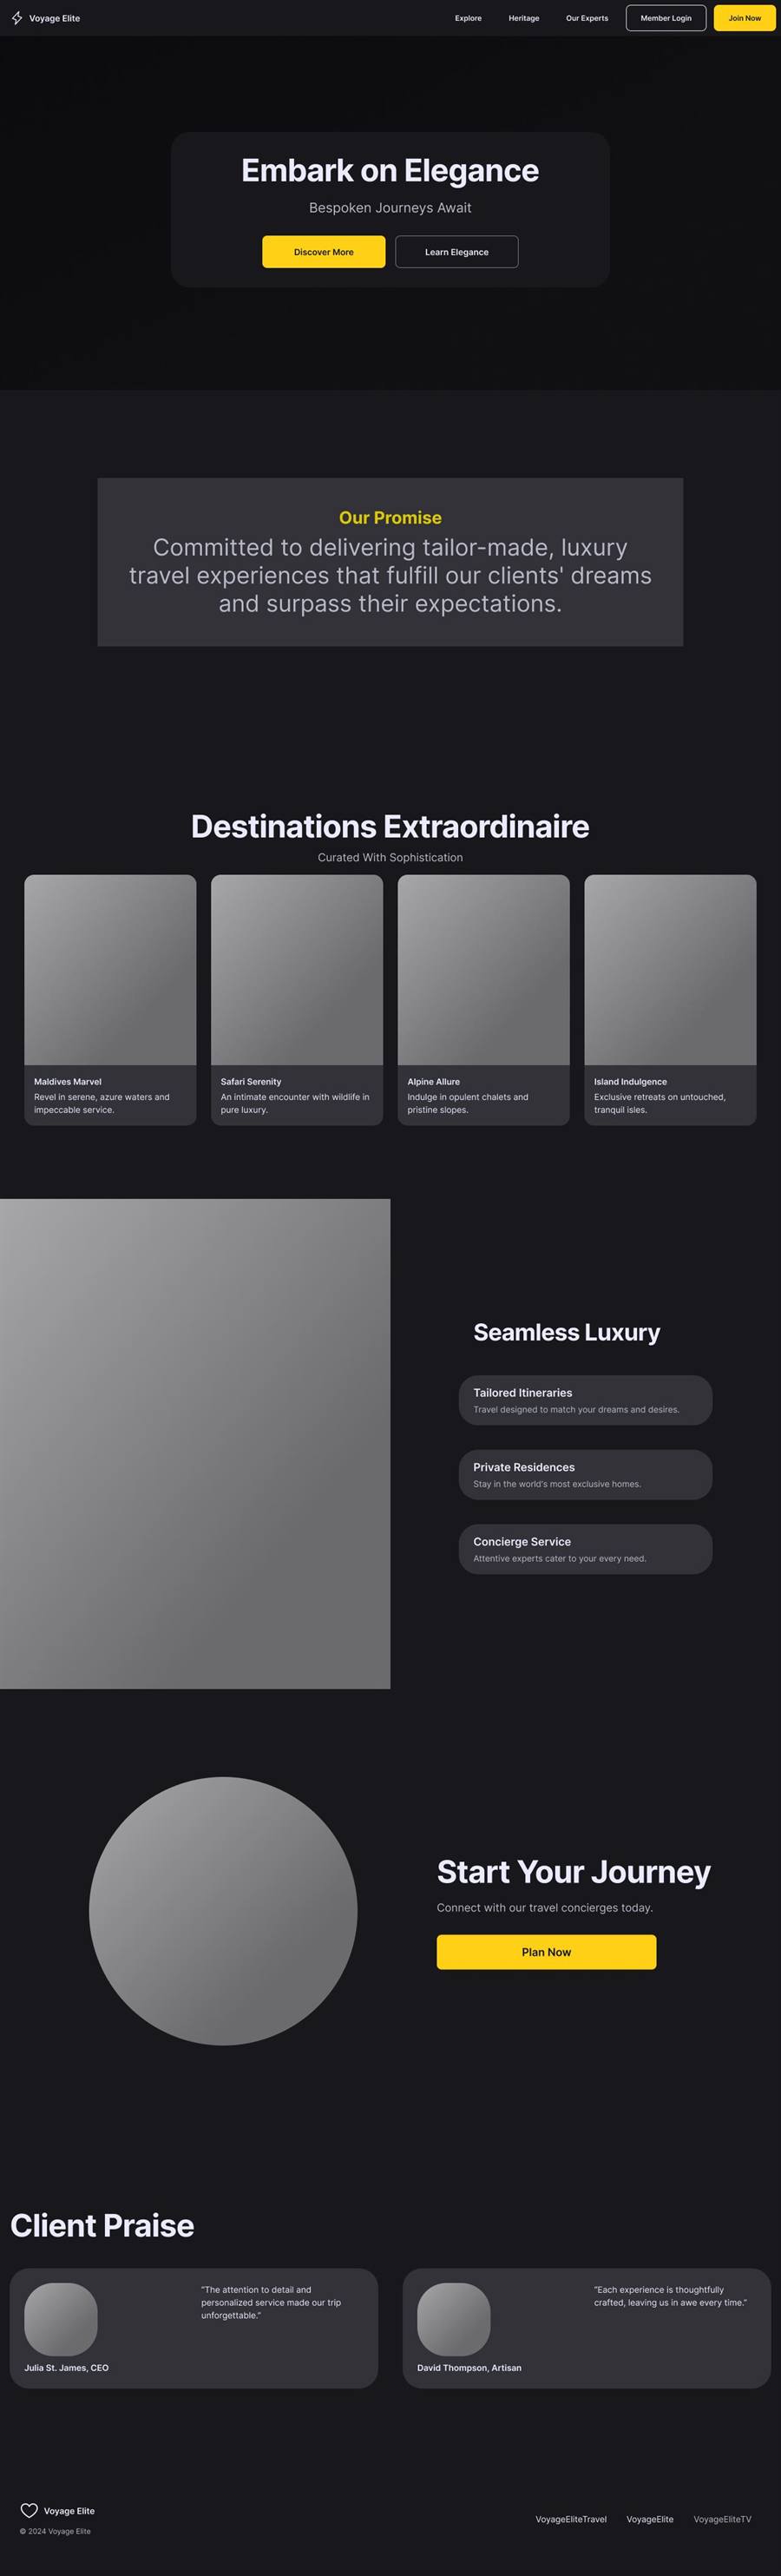 Voyage Elite
Explore
Heritage
Our Experts
Member Login
Join Now
Embark on Elegance
Bespoken Journeys Await
Discover More
Learn Elegance
Our Promise
Committed to delivering tailor-made, luxury
travel experiences that fulfill our clients' dreams
and surpass their expectations.
Destinations Extraordinaire
Curated With Sophistication
Maldives Marvel
Revel in serene, azure waters and
impeccable service.
Safari Serenity
An intimate encounter with wildlife in
pure luxury.
Alpine Allure
Indulge in opulent chalets and
pristine slopes.
Island Indulgence
Exclusive retreats on untouched,
tranquil isles.
Seamless Luxury
Tailored Itineraries
Travel designed to match your dreams and desires.
Private Residences
Stay in the world's most exclusive homes.
Concierge Service
Attentive experts cater to your every need.
Start Your Journey
Connect with our travel concierges today.
Plan Now
Client Praise
Julia St. James, CEO
"The attention to detail and
personalized service made our trip
unforgettable."
David Thompson, Artisan
"Each experience is thoughtfully
crafted, leaving us in awe every time."
Voyage Elite
© 2024 Voyage Elite
VoyageEliteTravel
VoyageElite
VoyageEliteTV